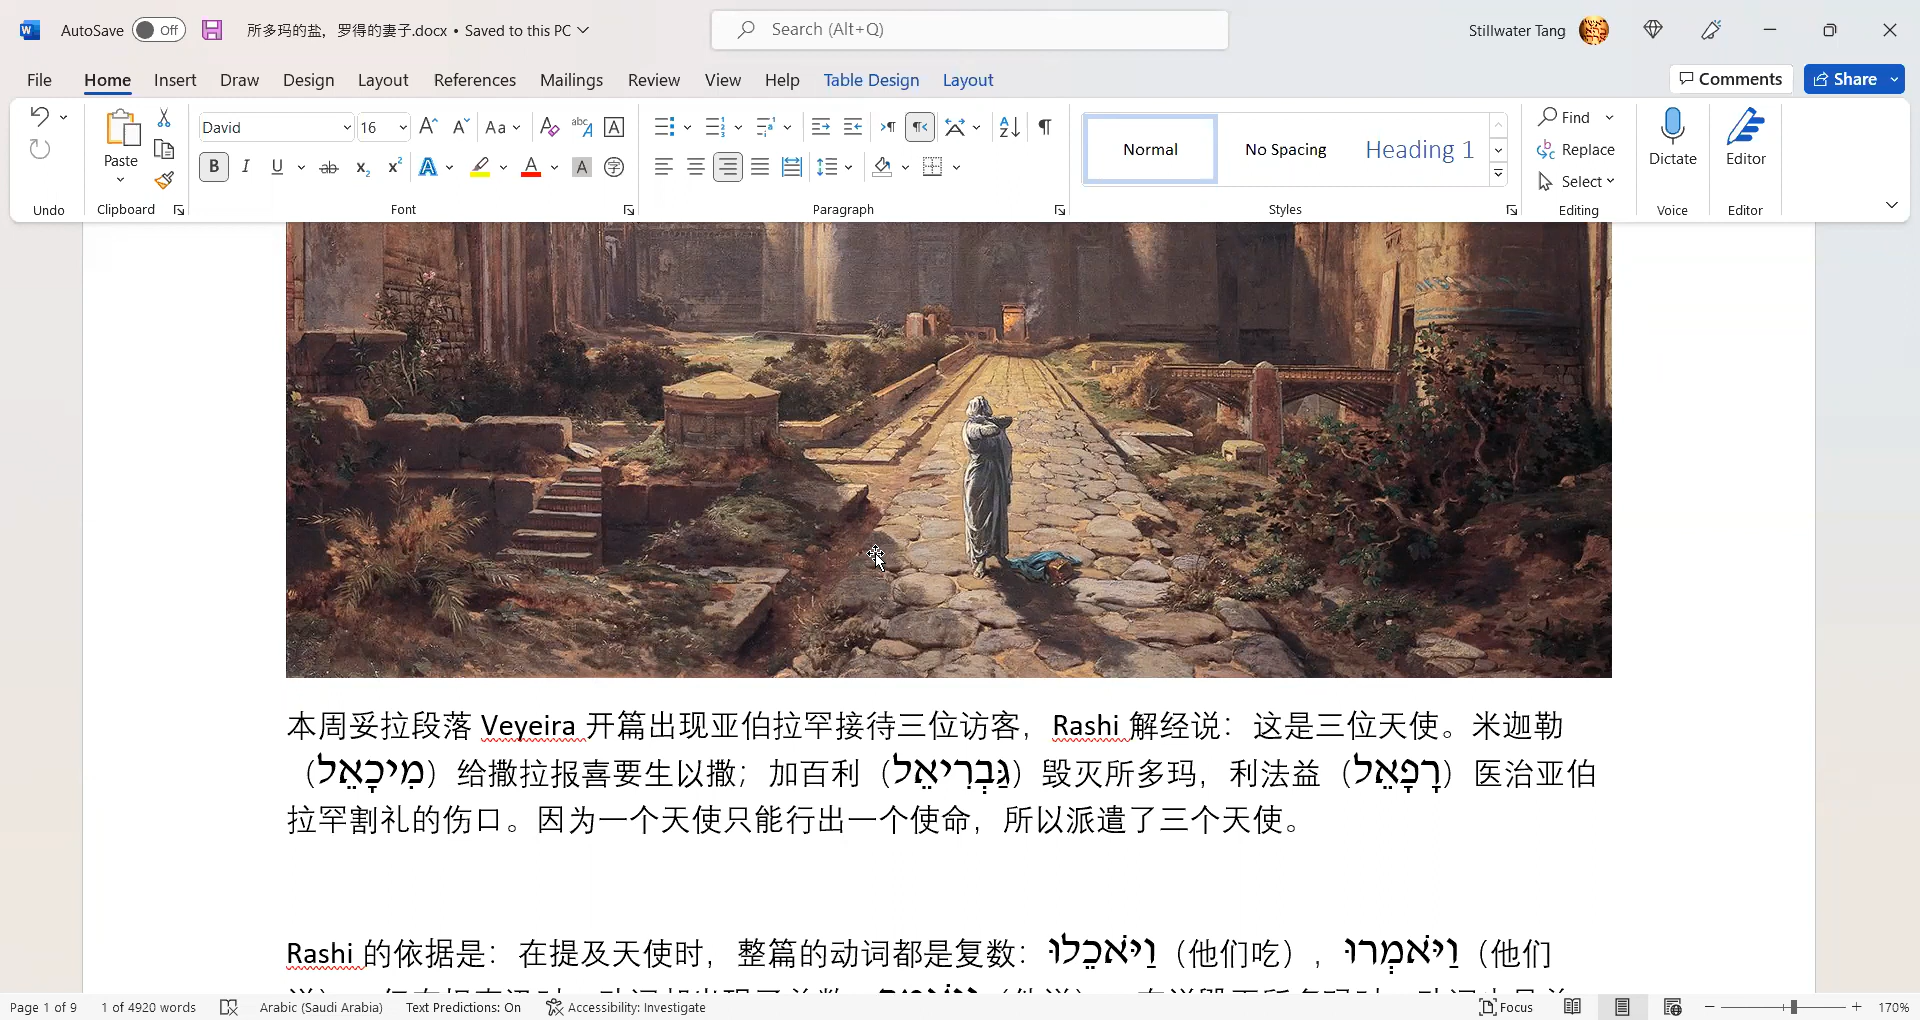 AutoSave Off 所多玛的盐，罗得的妻子.docx • Saved to this PC Search (Alt+Q) Stillwater Tang
File Home Insert Draw Design Layout References Mailings Review View Help Table Design Layout Comments Share
David 16 Aa Normal No Spacing Heading 1 Find
Paste Replace Dictate Editor
Select
Undo Clipboard Font Paragraph Styles Editing Voice Editor
本周妥拉段落 Veyeira 开篇出现亚伯拉罕接待三位访客，Rashi 解经说：这是三位天使。米迦勒
（מִיכָאֵל）给撒拉报喜要生以撒；加百利（גַּבְרִיאֵל）毁灭所多玛，利法益（רָפָאֵל）医治亚伯
拉罕割礼的伤口。因为一个天使只能行出一个使命，所以派遣了三个天使。
Rashi 的依据是：在提及天使时，整篇的动词都是复数：וַיֹּאכֵלוּ（他们吃），וַיֹּאמְרוּ（他们
Page 1 of 9 1 of 4920 words Arabic (Saudi Arabia) Text Predictions: On Accessibility: Investigate Focus 170%